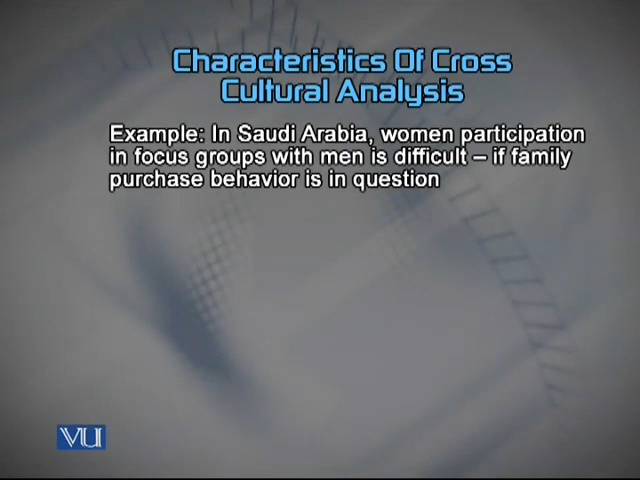 Characteristics Of Cross
Cultural Analysis
Example: In Saudi Arabia, women participation
in focus groups with men is difficult – if family
purchase behavior is in question
VU